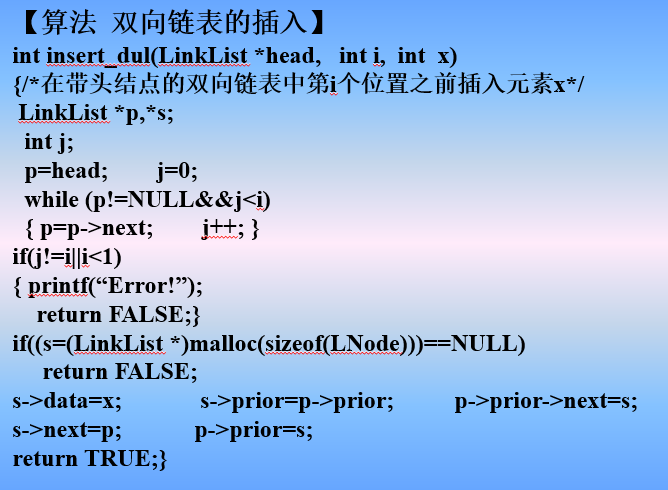 【算法 双向链表的插入】
int insert_dul(LinkList *head, int i, int x)
{/*在带头结点的双向链表中第i个位置之前插入元素x*/
LinkList *p,*s;
int j;
p=head; j=0;
while (p!=NULL&&j<i)
{ p=p->next; j++; }
if(j!=i||i<1)
{ printf(“Error!”);
return FALSE;}
if((s=(LinkList *)malloc(sizeof(LNode)))==NULL)
return FALSE;
s->data=x; s->prior=p->prior; p->prior->next=s;
s->next=p; p->prior=s;
return TRUE;}